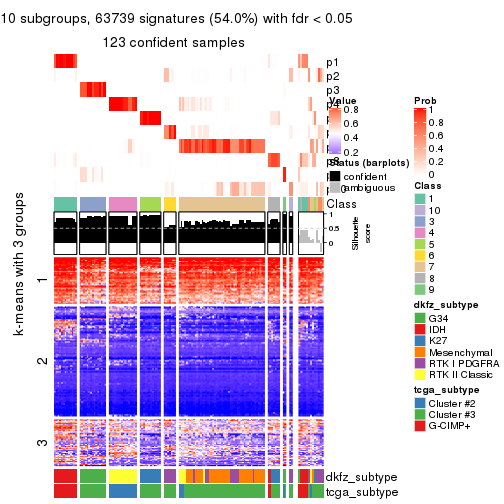 10 subgroups, 63739 signatures (54.0%) with fdr < 0.05
123 confident samples
p1
p2
p3
Class
Silhouette
score
1
0.5
0
k-means with 3 groups
1
2
3
dkfz_subtype
tcga_subtype
Value
0.8
0.6
0.4
0.2
Status (barplots)
confident
ambiguous
Prob
1
0.8
0.6
0.4
0.2
0
Class
1
10
3
4
5
6
7
8
9
dkfz_subtype
G34
IDH
K27
Mesenchymal
RTK I PDGFRA
RTK II Classic
tcga_subtype
Cluster #2
Cluster #3
G-CIMP+